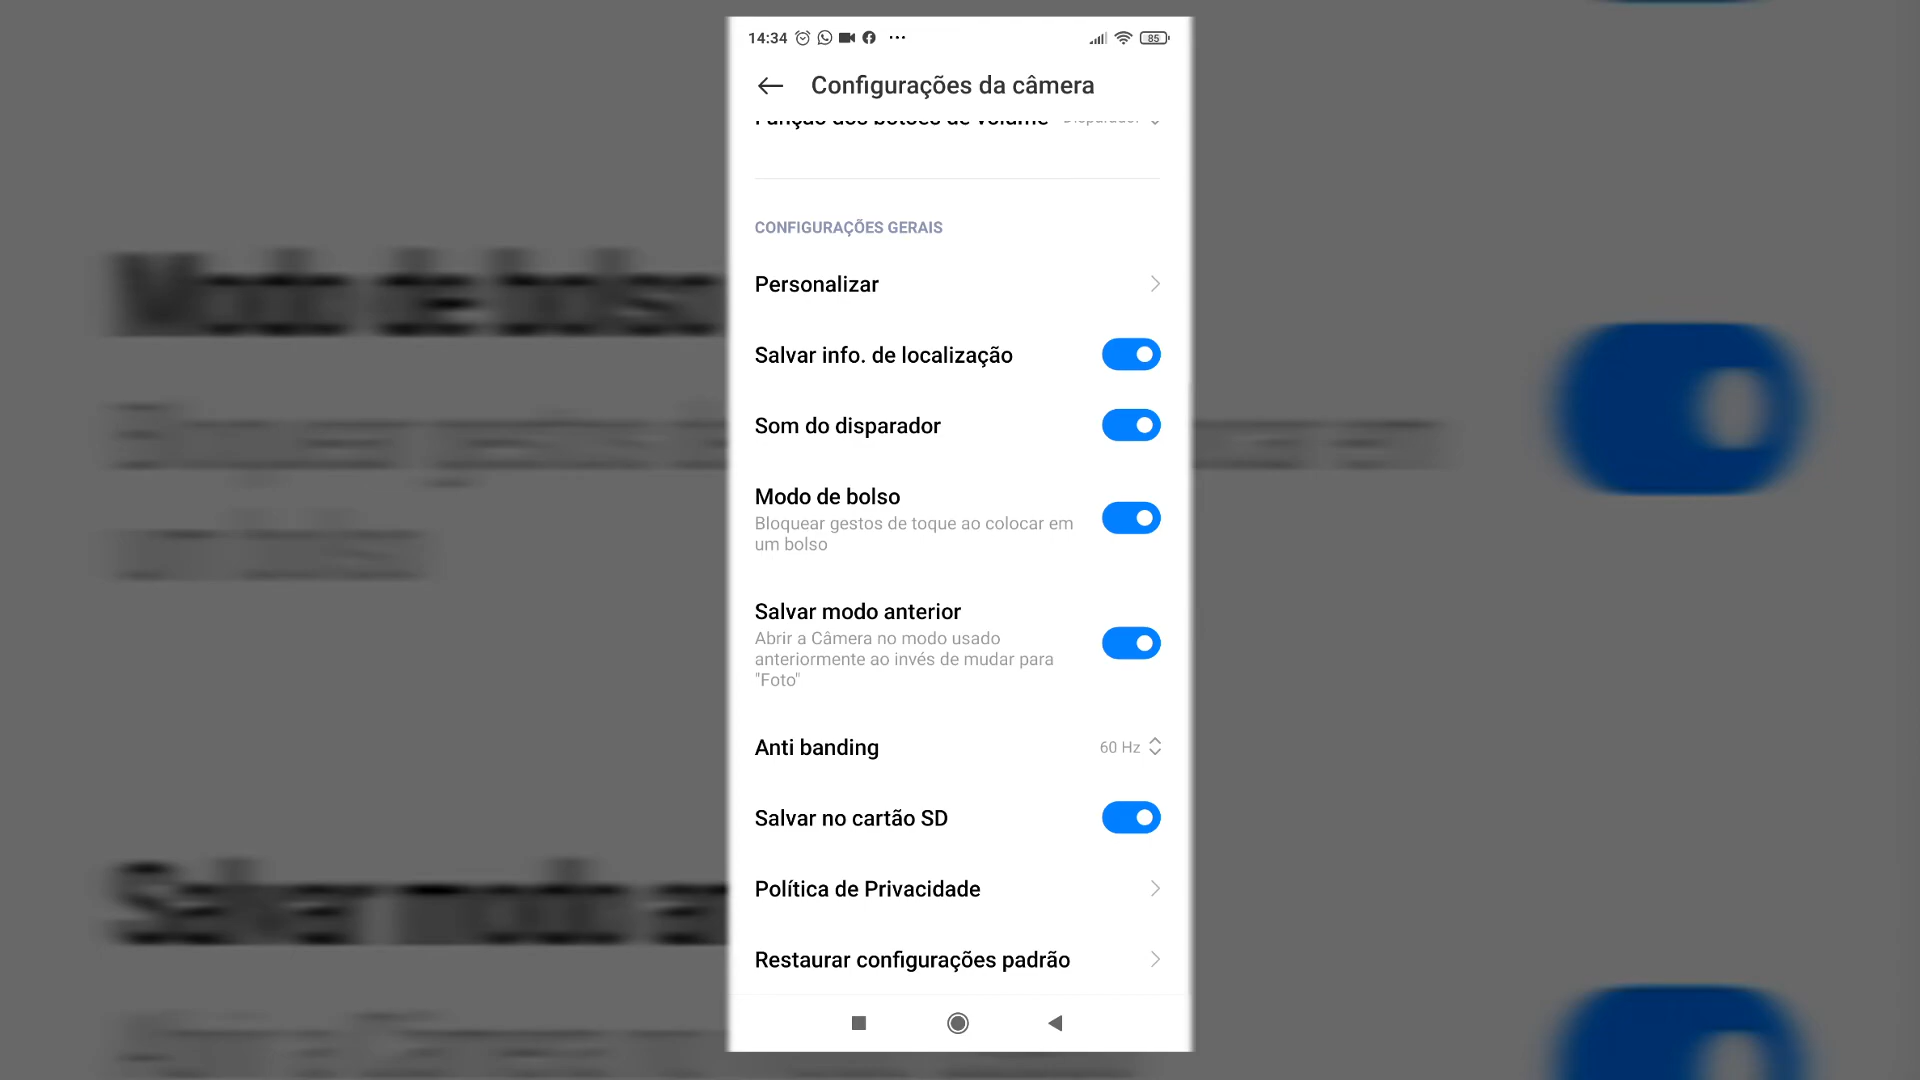 14:34
85
Configurações da câmera
Função dos botões de volume Disparador
CONFIGURAÇÕES GERAIS
Personalizar
Salvar info. de localização
Som do disparador
Modo de bolso
Bloquear gestos de toque ao colocar em
um bolso
Salvar modo anterior
Abrir a Câmera no modo usado
anteriormente ao invés de mudar para
"Foto"
Anti banding 60 Hz
Salvar no cartão SD
Política de Privacidade
Restaurar configurações padrão